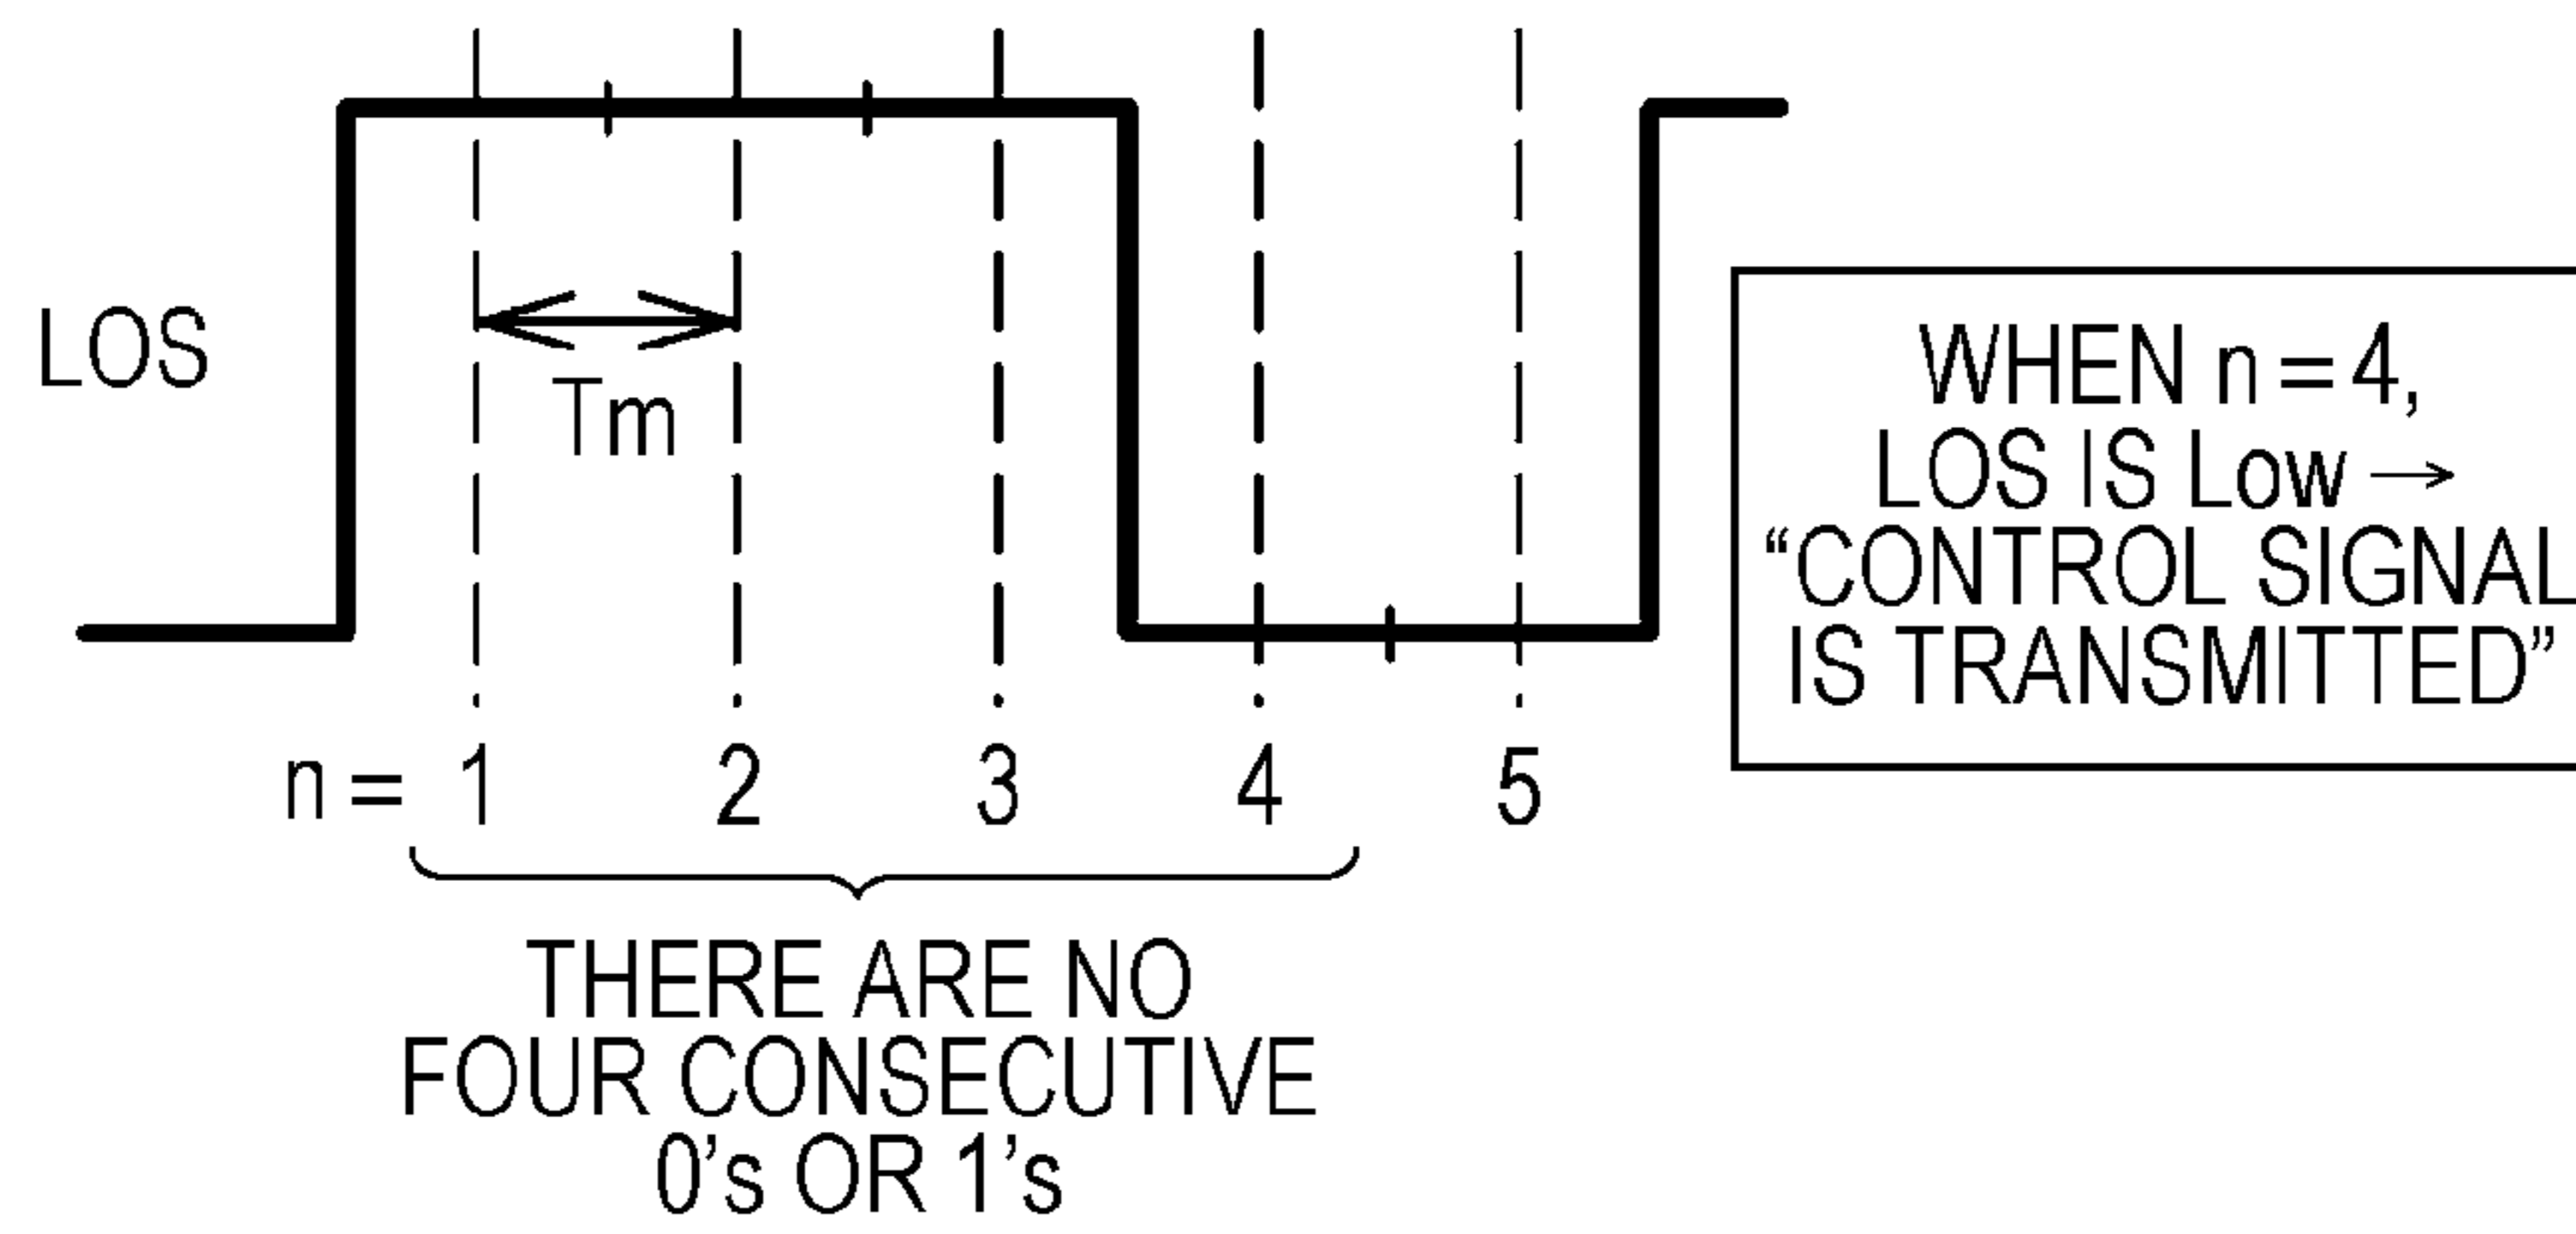 LOS
Tm
WHEN n = 4,
LOS IS Low →
“CONTROL SIGNAL
IS TRANSMITTED”
n = 1 2 3 4 5
THERE ARE NO
FOUR CONSECUTIVE
0’s OR 1’s